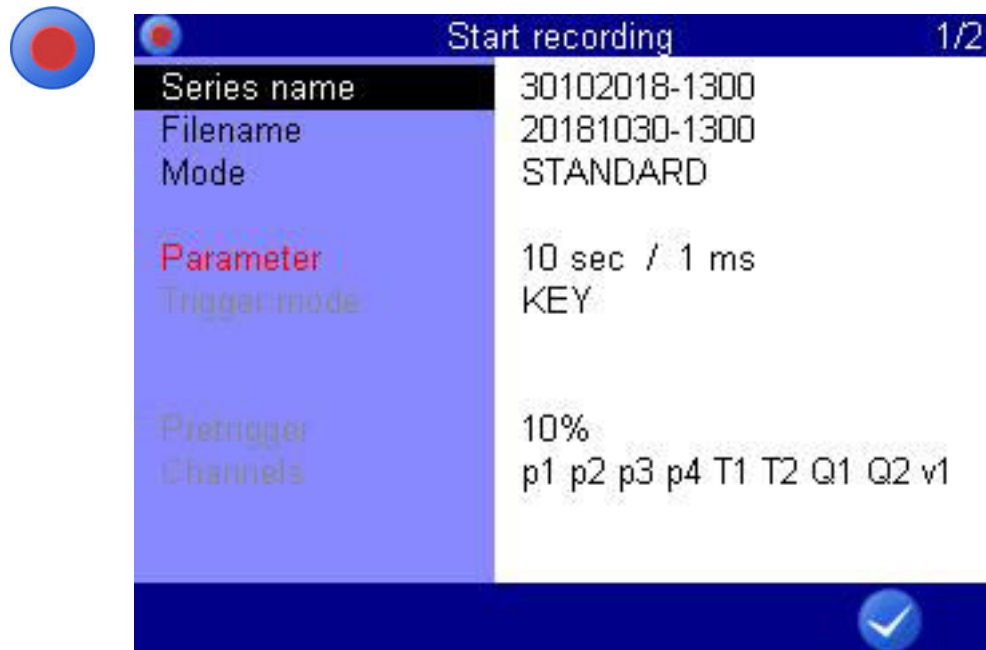 Start recording 1/2
Series name 30102018-1300
Filename 20181030-1300
Mode STANDARD
Parameter 10 sec / 1 ms
Trigger mode KEY
Pretrigger 10%
Channels p1 p2 p3 p4 T1 T2 Q1 Q2 v1